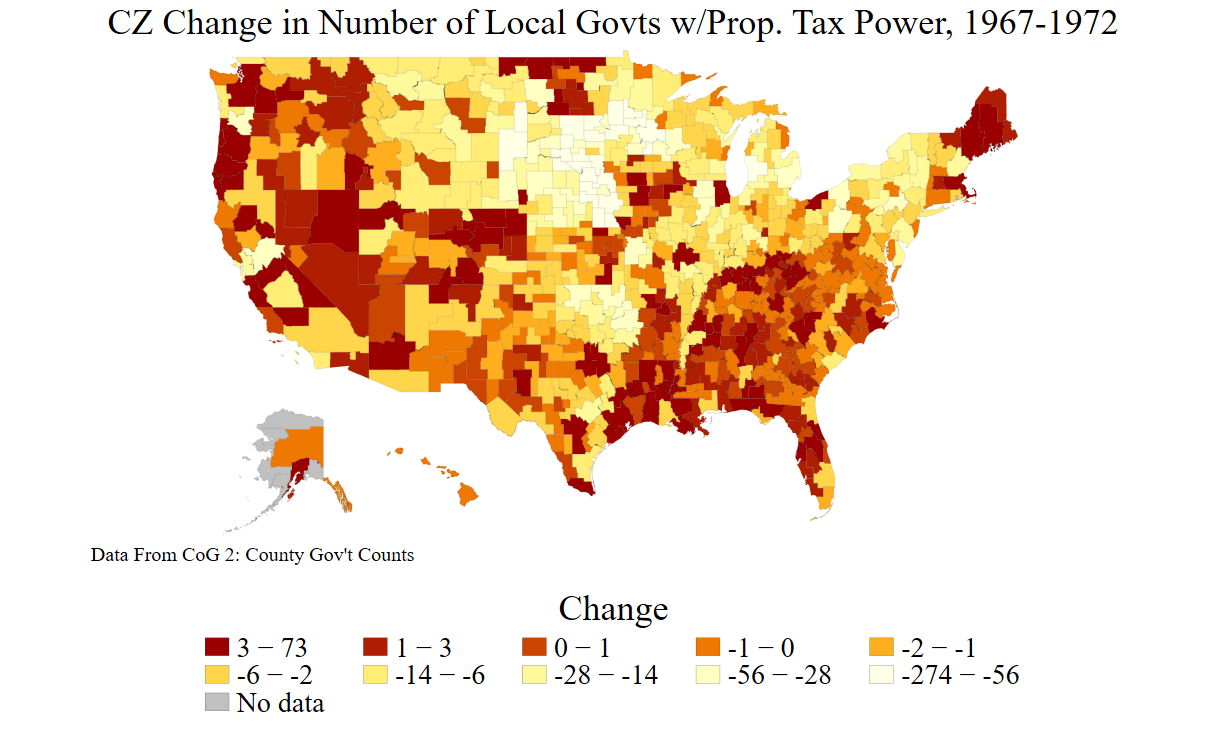 CZ Change in Number of Local Govts w/Prop. Tax Power, 1967-1972
Data From CoG 2: County Gov't Counts
Change
3 − 73 1 − 3 0 − 1 -1 − 0 -2 − -1
-6 − -2 -14 − -6 -28 − -14 -56 − -28 -274 − -56
No data